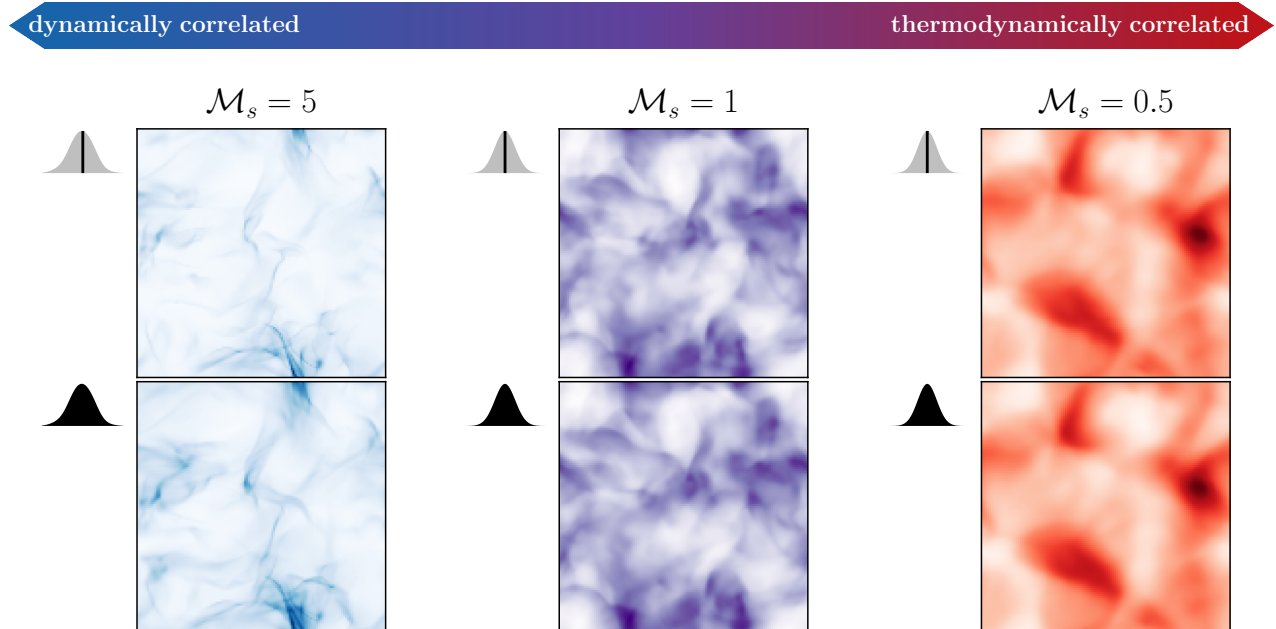 dynamically correlated thermodynamically correlated
ℳₛ = 5 ℳₛ = 1 ℳₛ = 0.5